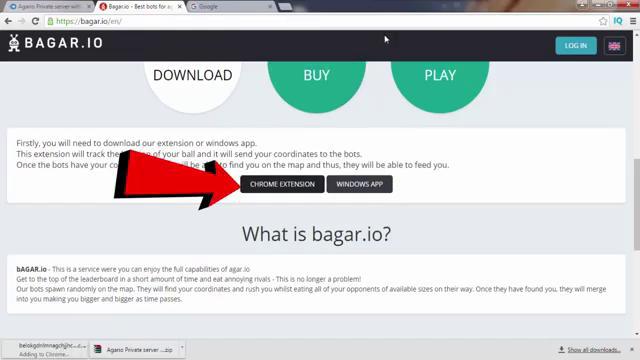 Agario Private server with
Bagar.io - Best bots for ag
Google
https://bagar.io/en/
BAGAR.IO
LOG IN
DOWNLOAD
BUY
PLAY
Firstly, you will need to download our extension or windows app.
This extension will track the of your ball and it will send your coordinates to the bots.
Once the bots have your to find you on the map and thus, they will be able to feed you.
CHROME EXTENSION
WINDOWS APP
What is bagar.io?
bAGAR.io - This is a service were you can enjoy the full capabilities of agar.io
Get to the top of the leaderboard in a short amount of time and eat annoying rivals - This is no longer a problem!
Our bots spawn randomly on the map. They will find your coordinates and rush you whilst eating all of your opponents of available sizes on their way. Once they have found you, they will merge
into you making you bigger and bigger as time passes.
Adding to Chrome...
Agario Private server ....zip
Show all downloads...